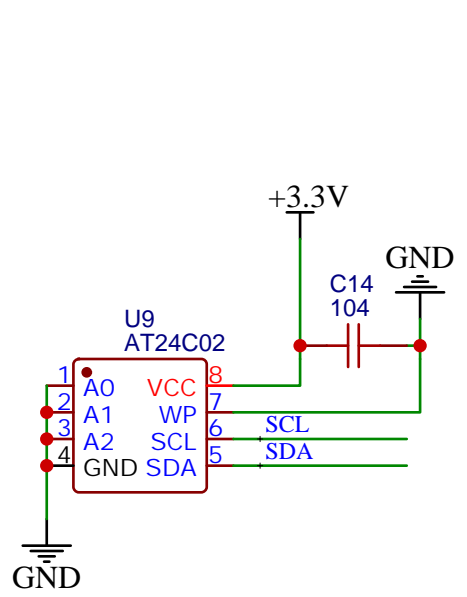 +3.3V
GND
C14
104
U9
AT24C02
1 A0 VCC 8
2 A1 WP 7
3 A2 SCL 6 SCL
4 GND SDA 5 SDA
GND